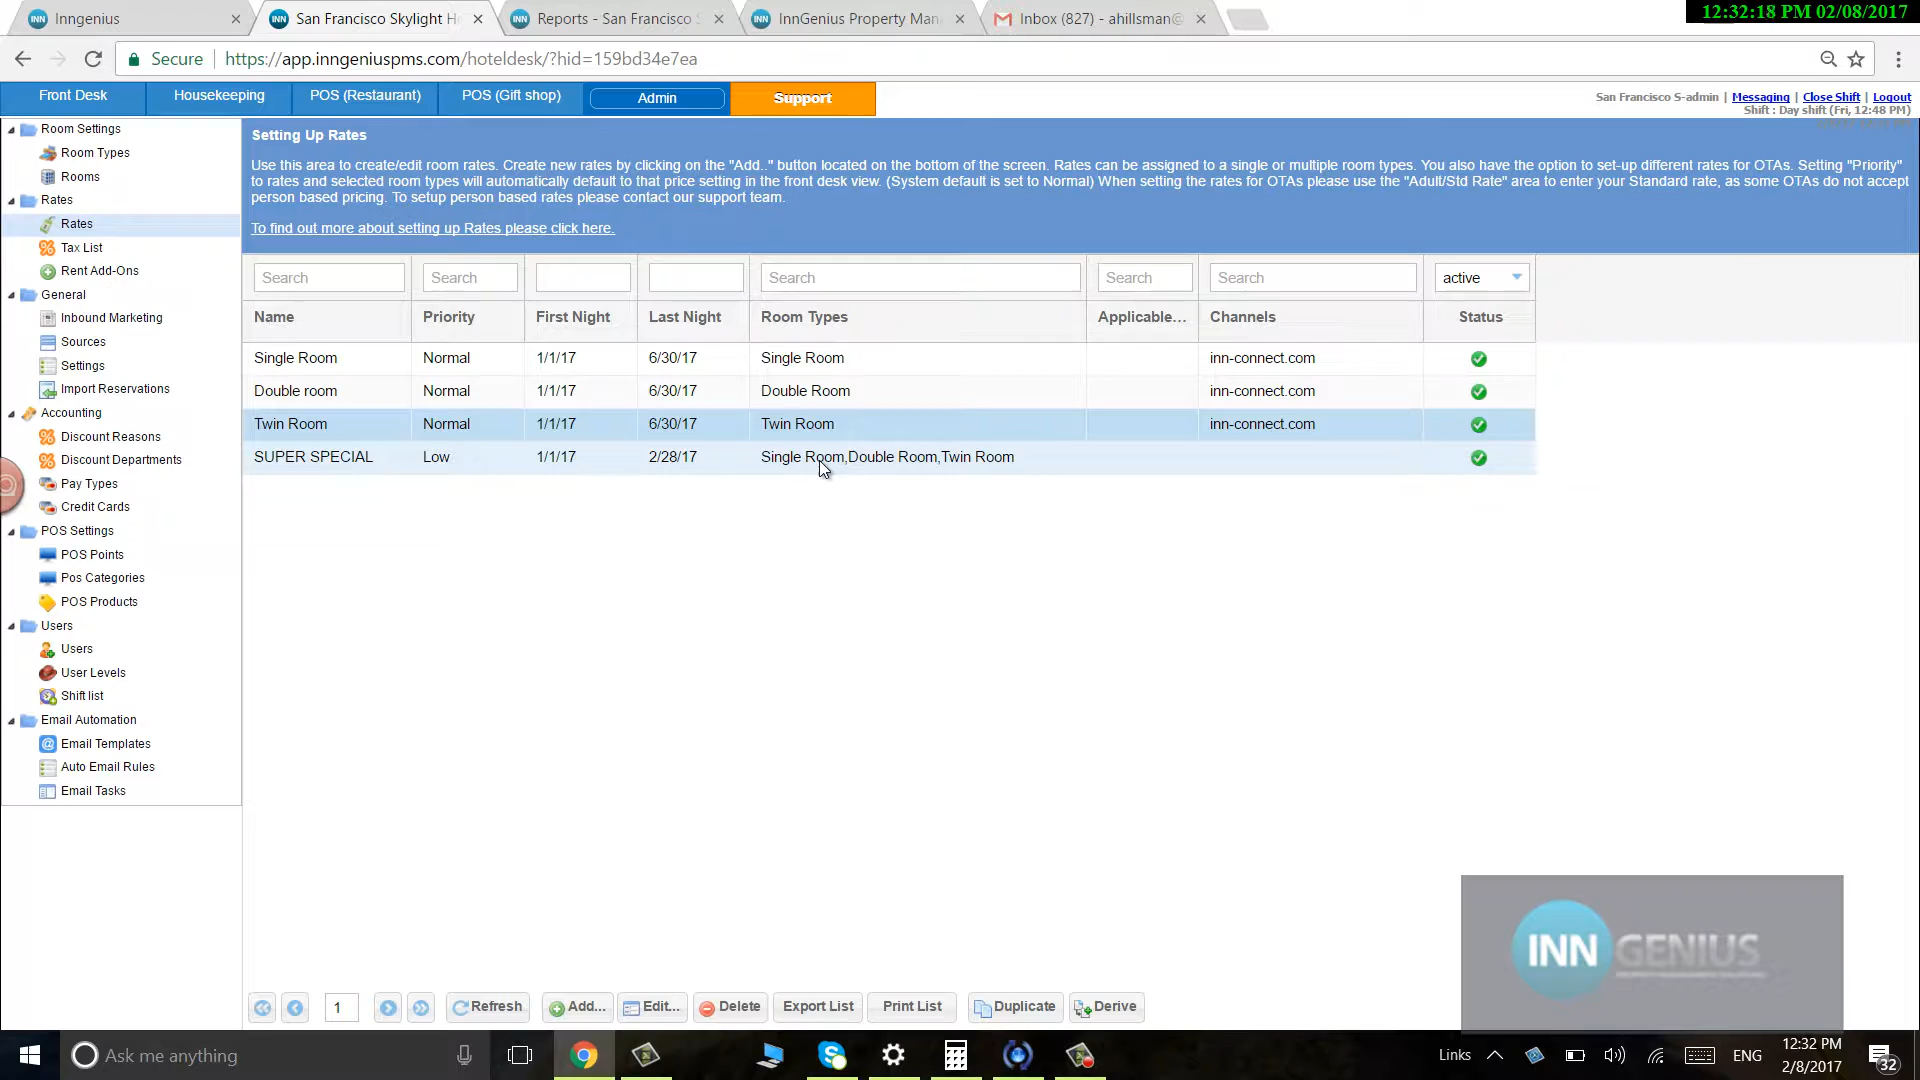 12:32:18 PM 02/08/2017
Inngenius
San Francisco Skylight H
Reports - San Francisco S
InnGenius Property Man
Inbox (827) - ahillsman@
Secure
https://app.inngeniuspms.com/hoteldesk/?hid=159bd34e7ea
Front Desk
Housekeeping
POS (Restaurant)
POS (Gift shop)
Admin
Support
San Francisco S-admin | Messaging | Close Shift | Logout
Shift : Day shift (Fri, 12:48 PM)
Room Settings
Room Types
Rooms
Rates
Rates
Tax List
Rent Add-Ons
General
Inbound Marketing
Sources
Settings
Import Reservations
Accounting
Discount Reasons
Discount Departments
Pay Types
Credit Cards
POS Settings
POS Points
Pos Categories
POS Products
Users
Users
User Levels
Shift list
Email Automation
Email Templates
Auto Email Rules
Email Tasks
Setting Up Rates
Use this area to create/edit room rates. Create new rates by clicking on the "Add.." button located on the bottom of the screen. Rates can be assigned to a single or multiple room types. You also have the option to set-up different rates for OTAs. Setting "Priority"
to rates and selected room types will automatically default to that price setting in the front desk view. (System default is set to Normal) When setting the rates for OTAs please use the "Adult/Std Rate" area to enter your Standard rate, as some OTAs do not accept
person based pricing. To setup person based rates please contact our support team.
To find out more about setting up Rates please click here.
Search Search Search Search Search active
Name Priority First Night Last Night Room Types Applicable... Channels Status
Single Room Normal 1/1/17 6/30/17 Single Room inn-connect.com
Double room Normal 1/1/17 6/30/17 Double Room inn-connect.com
Twin Room Normal 1/1/17 6/30/17 Twin Room inn-connect.com
SUPER SPECIAL Low 1/1/17 2/28/17 Single Room,Double Room,Twin Room
INNGENIUS
1 Refresh Add... Edit... Delete Export List Print List Duplicate Derive
Ask me anything
Links
ENG
12:32 PM
2/8/2017
32